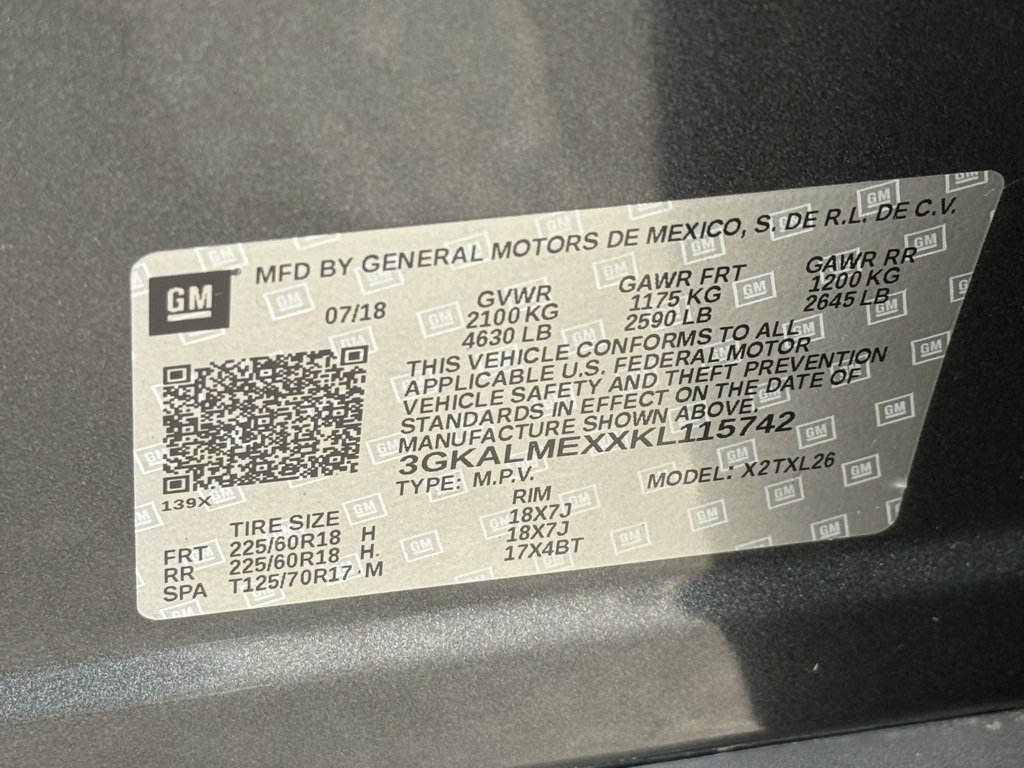 GM
MFD BY GENERAL MOTORS DE MEXICO, S. DE R.L. DE C.V.
07/18
GVWR GAWR FRT GAWR RR
2100 KG 1175 KG 1200 KG
4630 LB 2590 LB 2645 LB
THIS VEHICLE CONFORMS TO ALL
APPLICABLE U.S. FEDERAL MOTOR
VEHICLE SAFETY AND THEFT PREVENTION
STANDARDS IN EFFECT ON THE DATE OF
MANUFACTURE SHOWN ABOVE.
3GKALMEXXKL115742
TYPE: M.P.V. MODEL: X2TXL26
139X
TIRE SIZE RIM
FRT 225/60R18 H 18X7J
RR 225/60R18 H. 18X7J
SPA T125/70R17 M 17X4BT